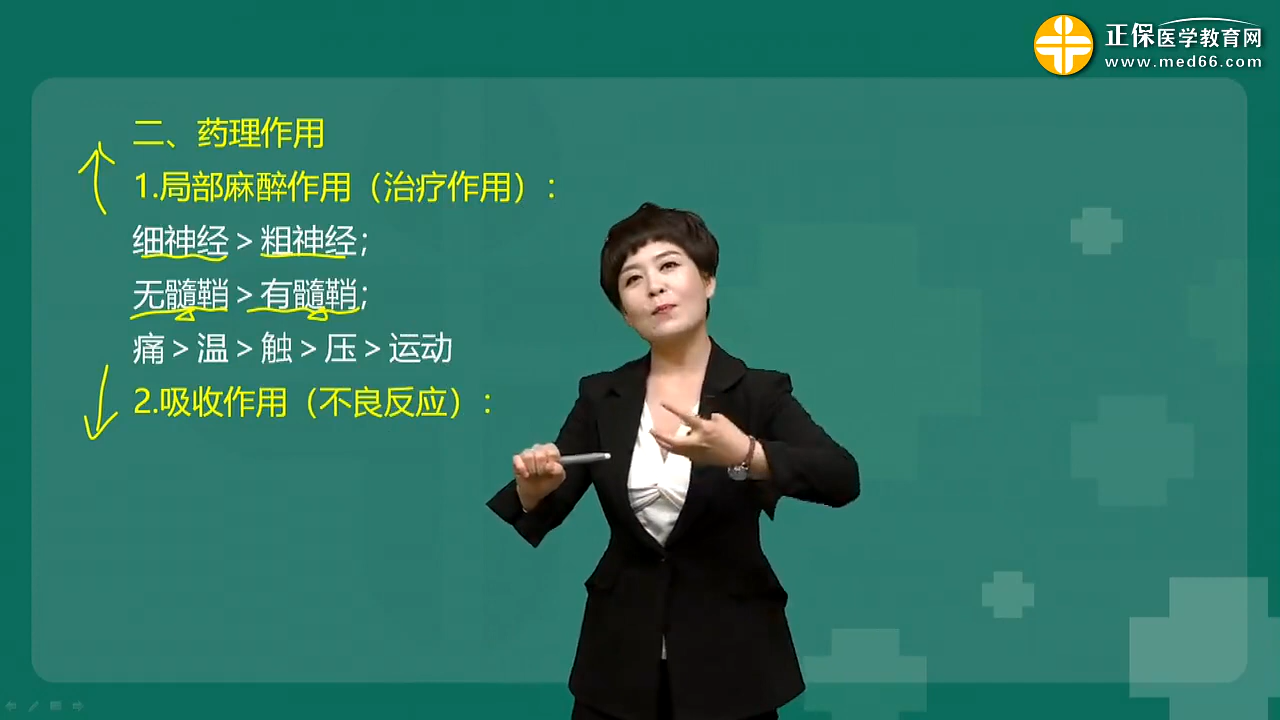 正保医学教育网
www.med66.com
二、药理作用
1.局部麻醉作用（治疗作用）:
细神经>粗神经;
无髓鞘>有髓鞘;
痛>温>触>压>运动
2.吸收作用（不良反应）: